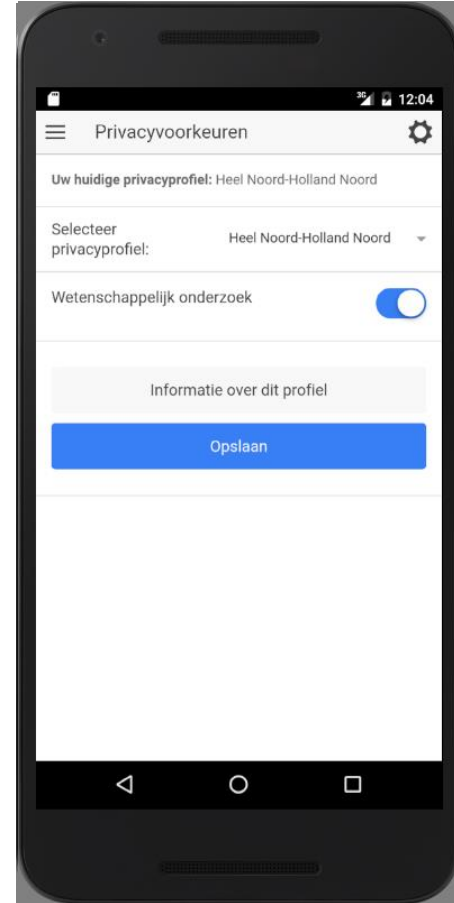 3G 12:04
Privacyvoorkeuren
Uw huidige privacyprofiel: Heel Noord-Holland Noord
Selecteer
privacyprofiel: Heel Noord-Holland Noord
Wetenschappelijk onderzoek
Informatie over dit profiel
Opslaan